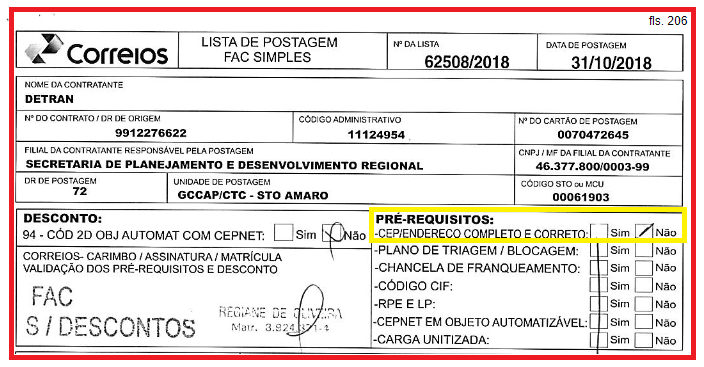 fls. 206
Correios
LISTA DE POSTAGEM
FAC SIMPLES
Nº DA LISTA
62508/2018
DATA DE POSTAGEM
31/10/2018
NOME DA CONTRATANTE
DETRAN
Nº DO CONTRATO / DR DE ORIGEM
9912276622
CÓDIGO ADMINISTRATIVO
11124954
Nº DO CARTÃO DE POSTAGEM
0070472645
FILIAL DA CONTRATANTE RESPONSÁVEL PELA POSTAGEM
SECRETARIA DE PLANEJAMENTO E DESENVOLVIMENTO REGIONAL
CNPJ / MF DA FILIAL DA CONTRATANTE
46.377.800/0003-99
DR DE POSTAGEM
72
UNIDADE DE POSTAGEM
GCCAP/CTC - STO AMARO
CÓDIGO STO ou MCU
00061903
DESCONTO:
94 - CÓD 2D OBJ AUTOMAT COM CEPNET: Sim Não
CORREIOS- CARIMBO / ASSINATURA / MATRÍCULA
VALIDAÇÃO DOS PRÉ-REQUISITOS E DESCONTO
FAC
S / DESCONTOS
REGIANE DE OLIVEIRA
Matr.
PRÉ-REQUISITOS:
-CEP/ENDEREÇO COMPLETO E CORRETO: Sim Não
-PLANO DE TRIAGEM / BLOCAGEM: Sim Não
-CHANCELA DE FRANQUEAMENTO: Sim Não
-CÓDIGO CIF: Sim Não
-RPE E LP: Sim Não
-CEPNET EM OBJETO AUTOMATIZÁVEL: Sim Não
-CARGA UNITIZADA: Sim Não